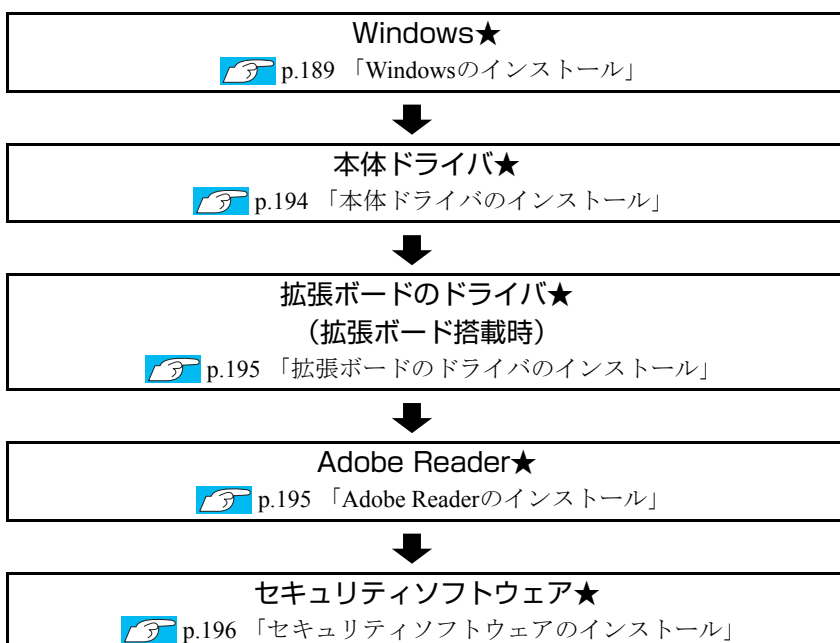 Windows★
p.189 「Windowsのインストール」
本体ドライバ★
p.194 「本体ドライバのインストール」
拡張ボードのドライバ★
（拡張ボード搭載時）
p.195 「拡張ボードのドライバのインストール」
Adobe Reader★
p.195 「Adobe Readerのインストール」
セキュリティソフトウェア★
p.196 「セキュリティソフトウェアのインストール」